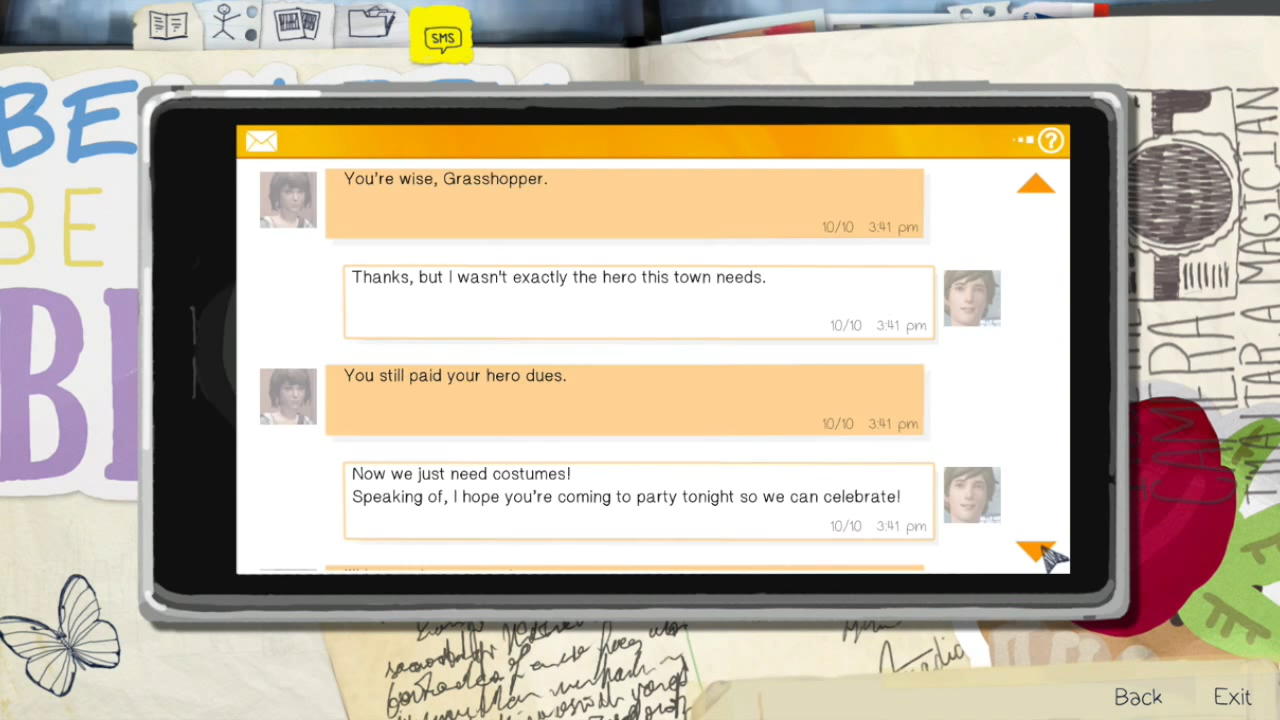 SMS
?
You're wise, Grasshopper.
10/10 3:41 pm
Thanks, but I wasn't exactly the hero this town needs.
10/10 3:41 pm
You still paid your hero dues.
10/10 3:41 pm
Now we just need costumes!
Speaking of, I hope you're coming to party tonight so we can celebrate!
10/10 3:41 pm
BE
BE
CAMERA
MAGICIAN
Back Exit